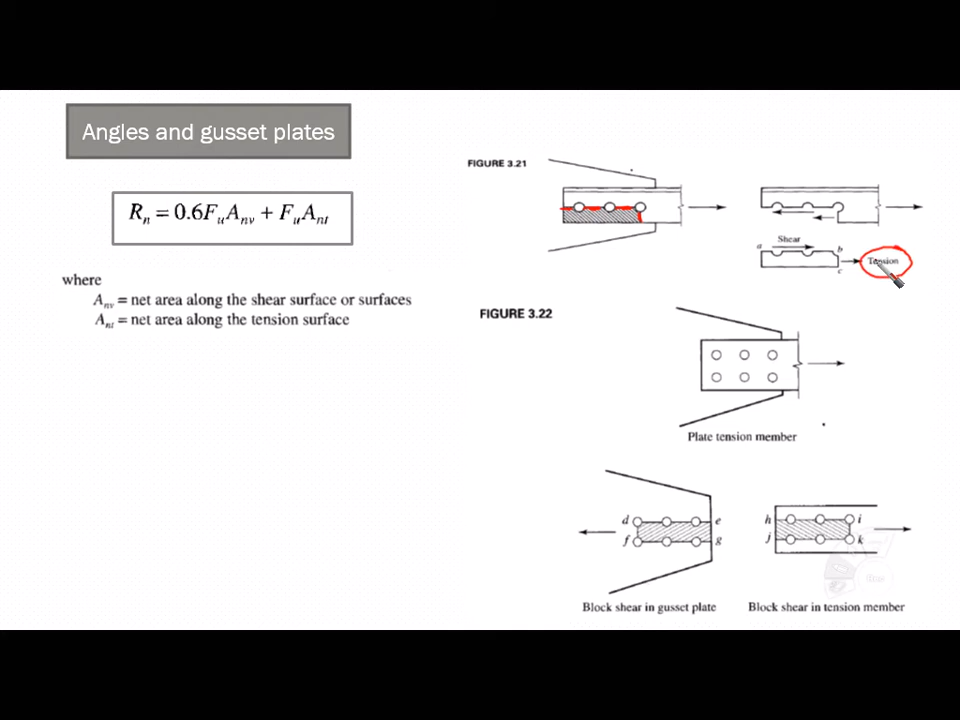 Angles and gusset plates
Rₙ = 0.6FᵤAₙᵥ + FᵤAₙₜ
where
Aₙᵥ = net area along the shear surface or surfaces
Aₙₜ = net area along the tension surface
FIGURE 3.21
Shear
a
b
c
Tension
FIGURE 3.22
Plate tension member
d
e
f
g
Block shear in gusset plate
h
i
j
k
Block shear in tension member